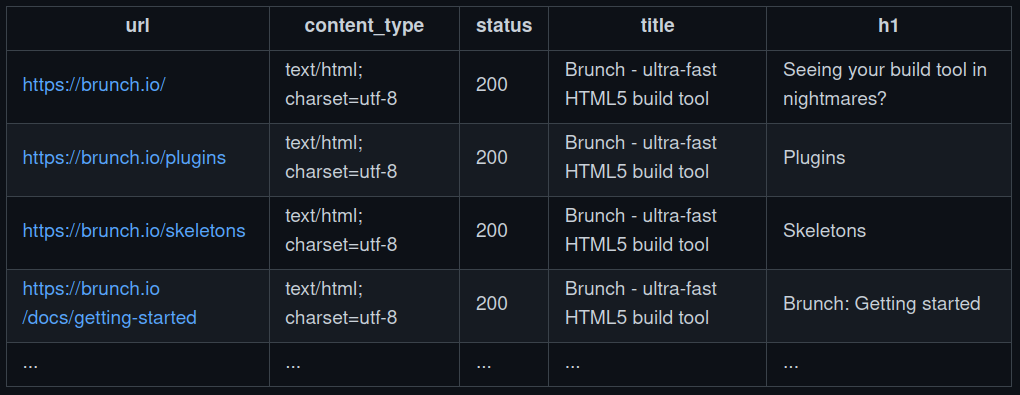 url content_type status title h1
https://brunch.io/ text/html; charset=utf-8 200 Brunch - ultra-fast HTML5 build tool Seeing your build tool in nightmares?
https://brunch.io/plugins text/html; charset=utf-8 200 Brunch - ultra-fast HTML5 build tool Plugins
https://brunch.io/skeletons text/html; charset=utf-8 200 Brunch - ultra-fast HTML5 build tool Skeletons
https://brunch.io/docs/getting-started text/html; charset=utf-8 200 Brunch - ultra-fast HTML5 build tool Brunch: Getting started
... ... ... ... ...